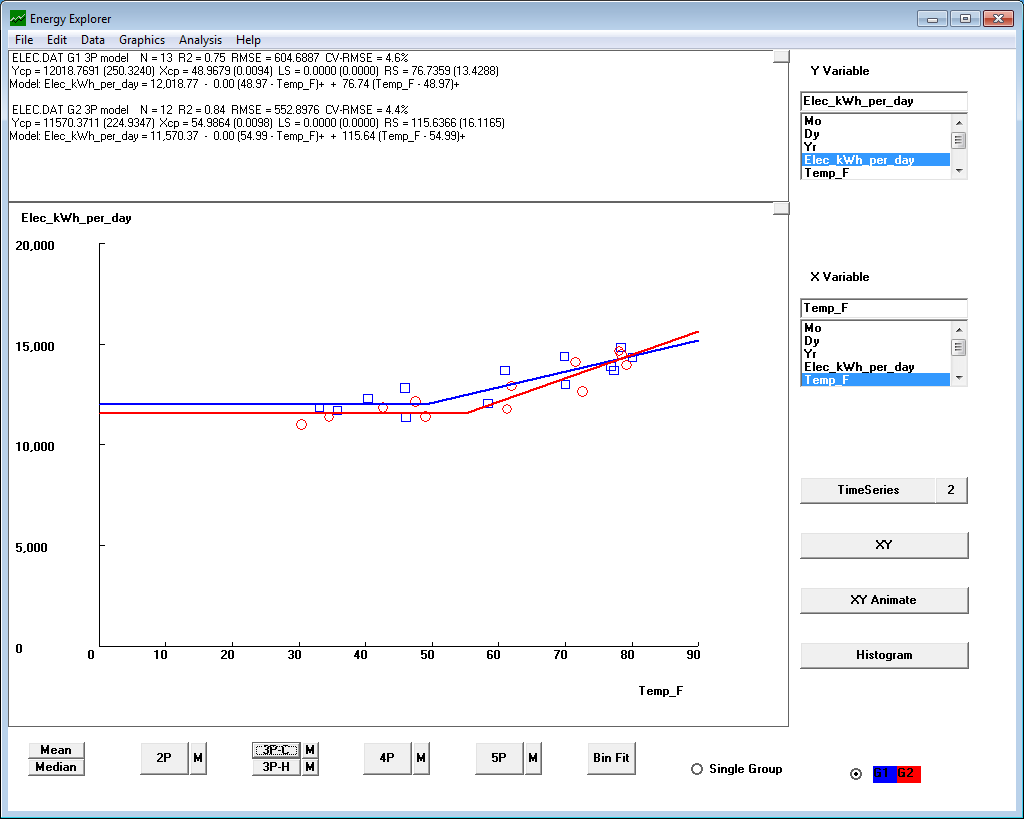 Energy Explorer
File Edit Data Graphics Analysis Help
ELEC.DAT G1 3P model N = 13 R2 = 0.75 RMSE = 604.6887 CV-RMSE = 4.6%
Ycp = 12018.7691 (250.3240) Xcp = 48.9679 (0.0094) LS = 0.0000 (0.0000) RS = 76.7359 (13.4288)
Model: Elec_kWh_per_day = 12,018.77 - 0.00 (48.97 - Temp_F)+ + 76.74 (Temp_F - 48.97)+
ELEC.DAT G2 3P model N = 12 R2 = 0.84 RMSE = 552.8976 CV-RMSE = 4.4%
Ycp = 11570.3711 (224.9347) Xcp = 54.9864 (0.0098) LS = 0.0000 (0.0000) RS = 115.6366 (16.1165)
Model: Elec_kWh_per_day = 11,570.37 - 0.00 (54.99 - Temp_F)+ + 115.64 (Temp_F - 54.99)+
Y Variable
Elec_kWh_per_day
Mo
Dy
Yr
Elec_kWh_per_day
Temp_F
Elec_kWh_per_day
20,000
15,000
10,000
5,000
0
0 10 20 30 40 50 60 70 80 90
Temp_F
X Variable
Temp_F
Mo
Dy
Yr
Elec_kWh_per_day
Temp_F
TimeSeries 2
XY
XY Animate
Histogram
Mean
Median
2P M
3P-C M
3P-H M
4P M
5P M
Bin Fit
Single Group
G1 G2